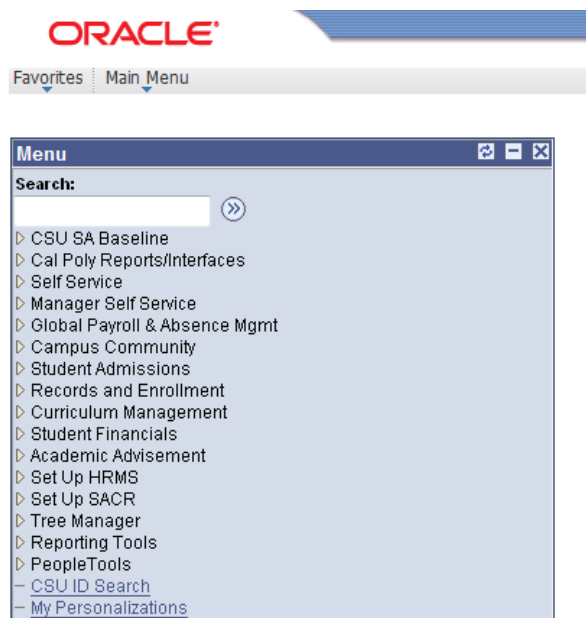 ORACLE
Favorites Main Menu
Menu
Search:
CSU SA Baseline
Cal Poly Reports/Interfaces
Self Service
Manager Self Service
Global Payroll & Absence Mgmt
Campus Community
Student Admissions
Records and Enrollment
Curriculum Management
Student Financials
Academic Advisement
Set Up HRMS
Set Up SACR
Tree Manager
Reporting Tools
PeopleTools
CSU ID Search
My Personalizations